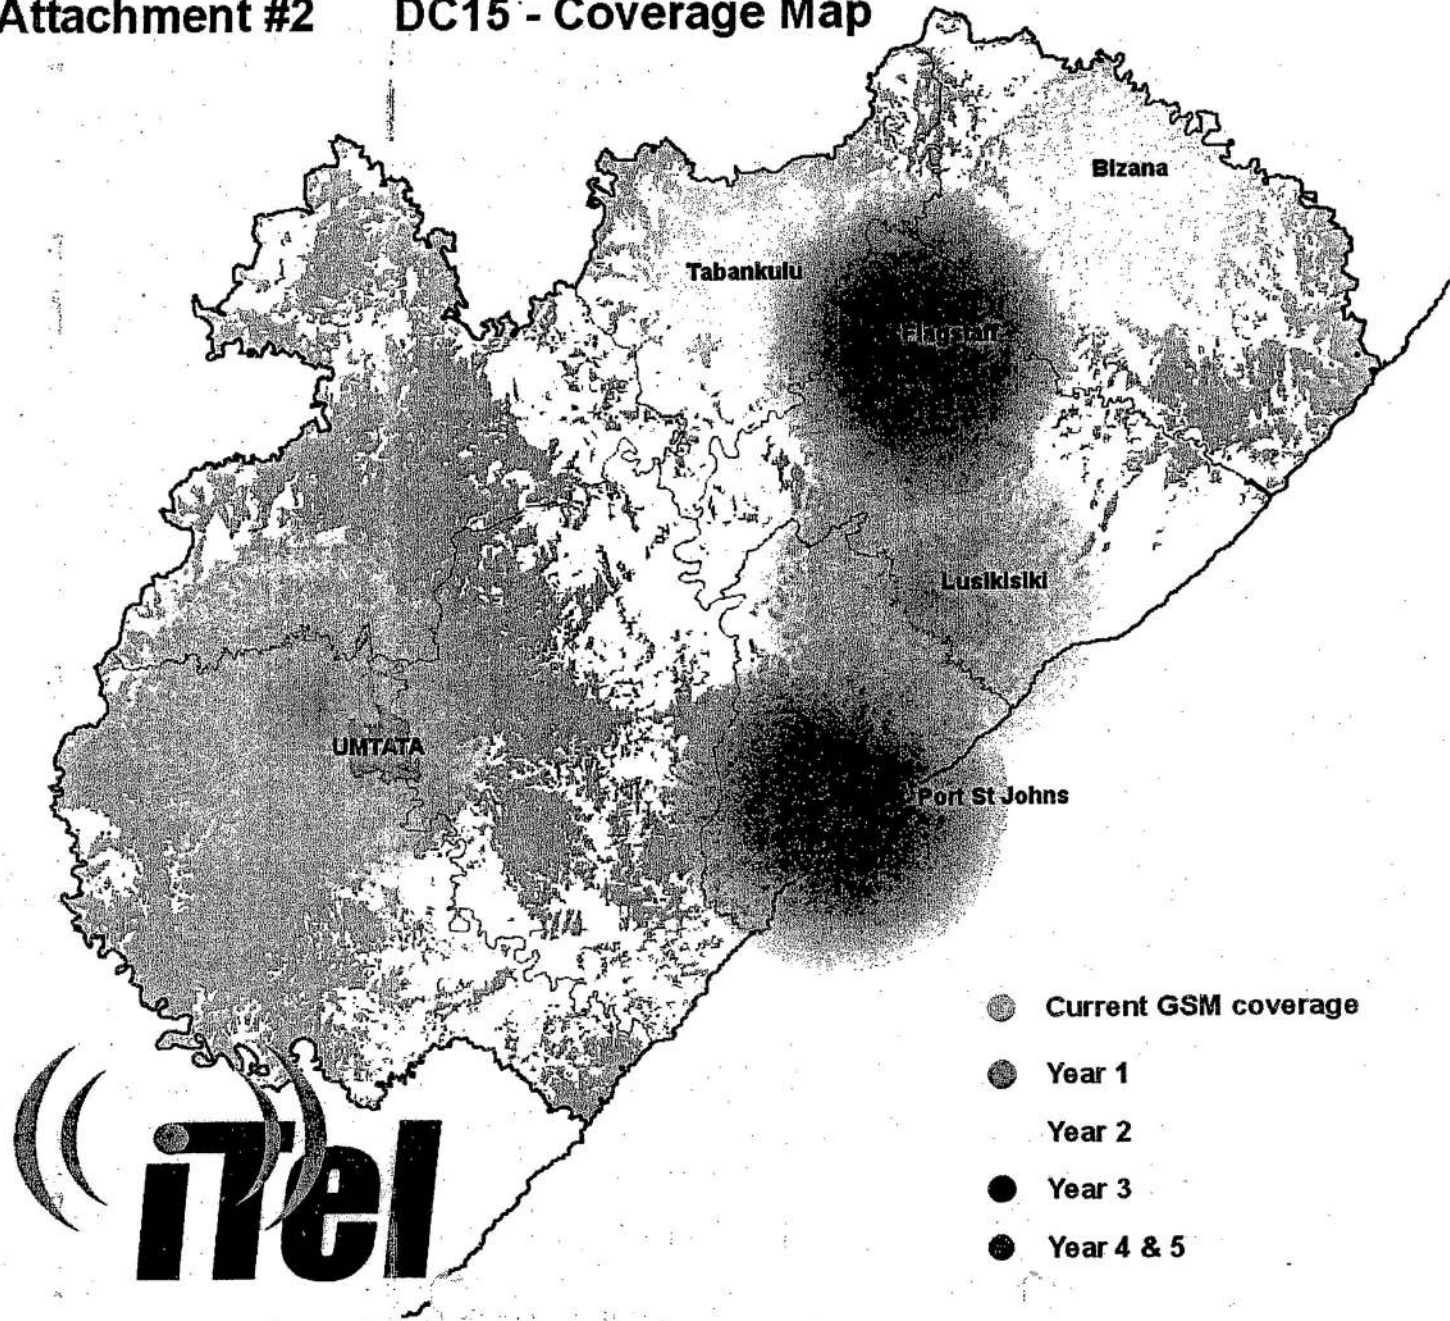 Attachment #2 DC15 - Coverage Map
Bizana
Tabankulu
Flagstaff
Lusikisiki
UMTATA
Port St Johns
Current GSM coverage
Year 1
Year 2
Year 3
Year 4 & 5
iTel